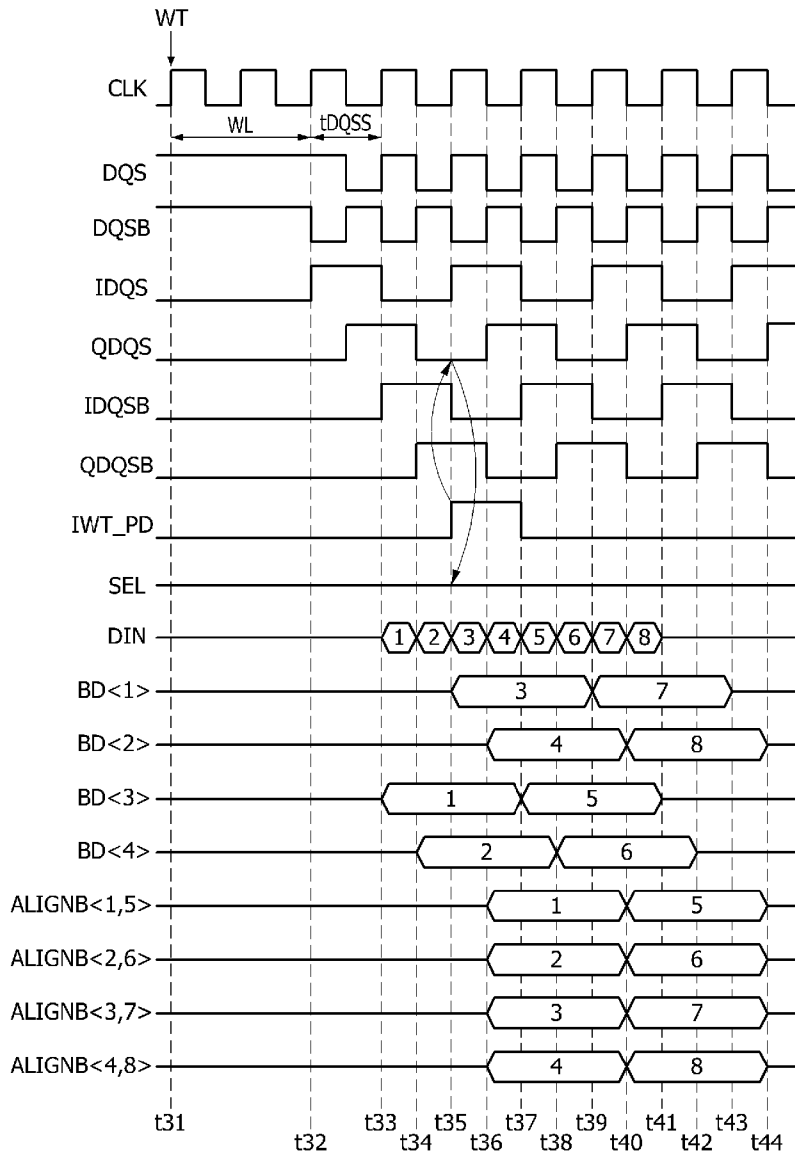 WT
CLK
WL
tDQSS
DQS
DQSB
IDQS
QDQS
IDQSB
QDQSB
IWT_PD
SEL
DIN 1 2 3 4 5 6 7 8
BD<1> 3 7
BD<2> 4 8
BD<3> 1 5
BD<4> 2 6
ALIGNB<1,5> 1 5
ALIGNB<2,6> 2 6
ALIGNB<3,7> 3 7
ALIGNB<4,8> 4 8
t31 t33 t35 t37 t39 t41 t43
t32 t34 t36 t38 t40 t42 t44